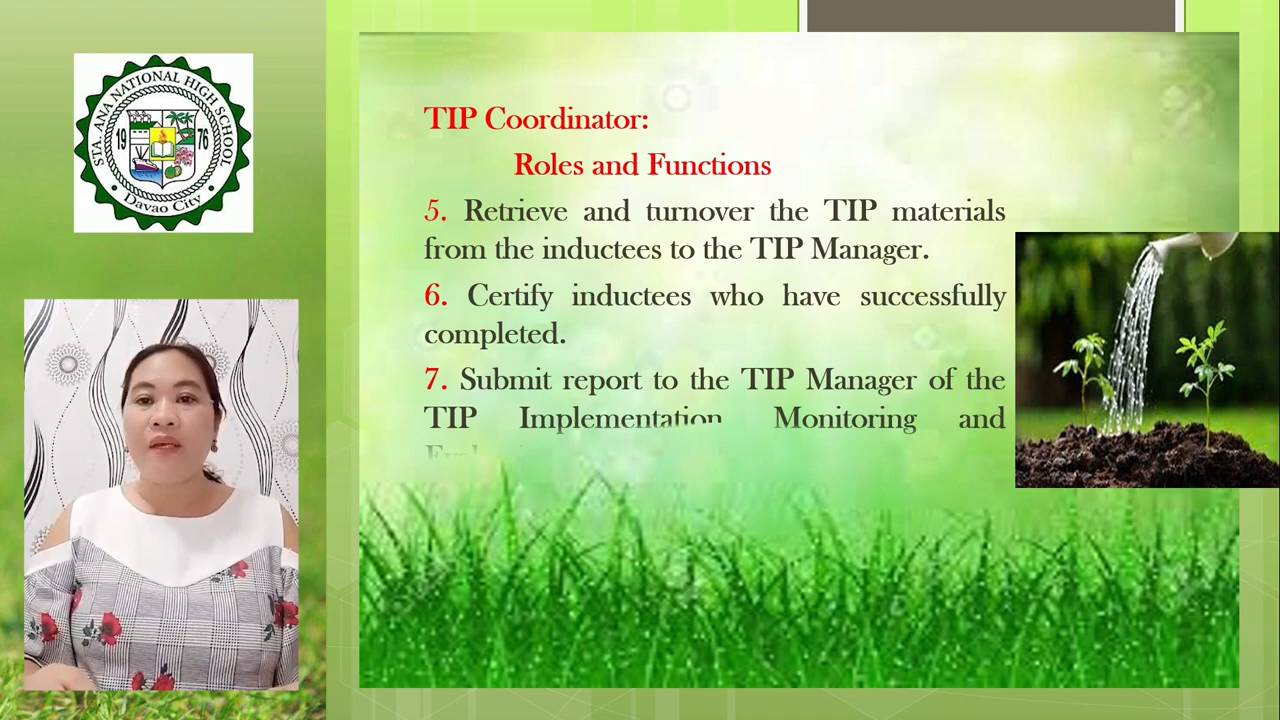 STA. ANA NATIONAL HIGH SCHOOL
19 76
Davao City
TIP Coordinator:
Roles and Functions
5. Retrieve and turnover the TIP materials
from the inductees to the TIP Manager.
6. Certify inductees who have successfully
completed.
7. Submit report to the TIP Manager of the
TIP Implementation Monitoring and